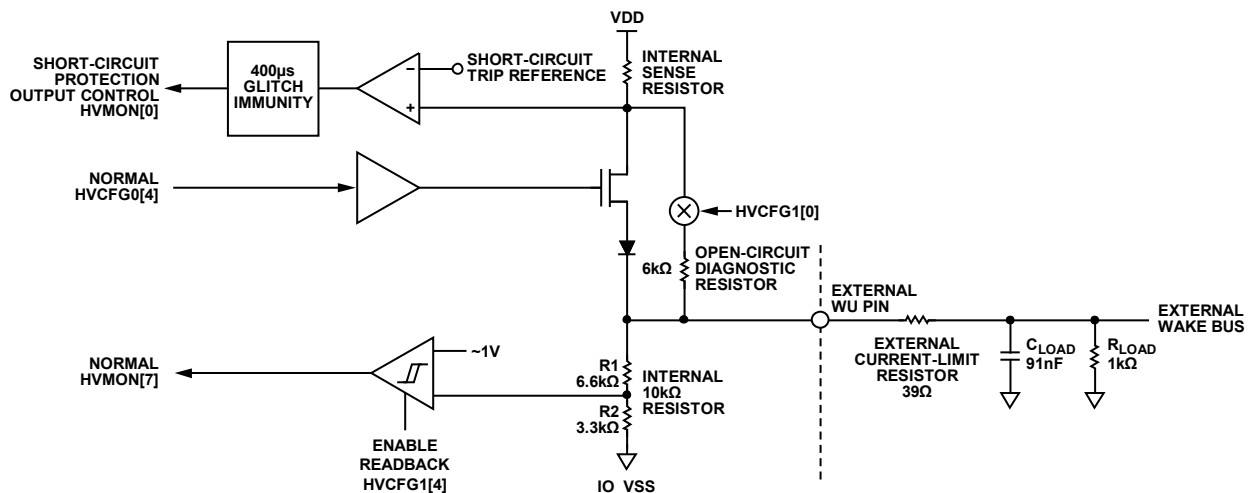 VDD
INTERNAL
SENSE
RESISTOR
SHORT-CIRCUIT
TRIP REFERENCE
–
+
400µs
GLITCH
IMMUNITY
SHORT-CIRCUIT
PROTECTION
OUTPUT CONTROL
HVMON[0]
NORMAL
HVCFG0[4]
HVCFG1[0]
6kΩ
OPEN-CIRCUIT
DIAGNOSTIC
RESISTOR
EXTERNAL
WU PIN
EXTERNAL
WAKE BUS
EXTERNAL
CURRENT-LIMIT
RESISTOR
39Ω
CLOAD
91nF
RLOAD
1kΩ
NORMAL
HVMON[7]
~1V
R1
6.6kΩ
INTERNAL
10kΩ
RESISTOR
R2
3.3kΩ
ENABLE
READBACK
HVCFG1[4]
IO_VSS